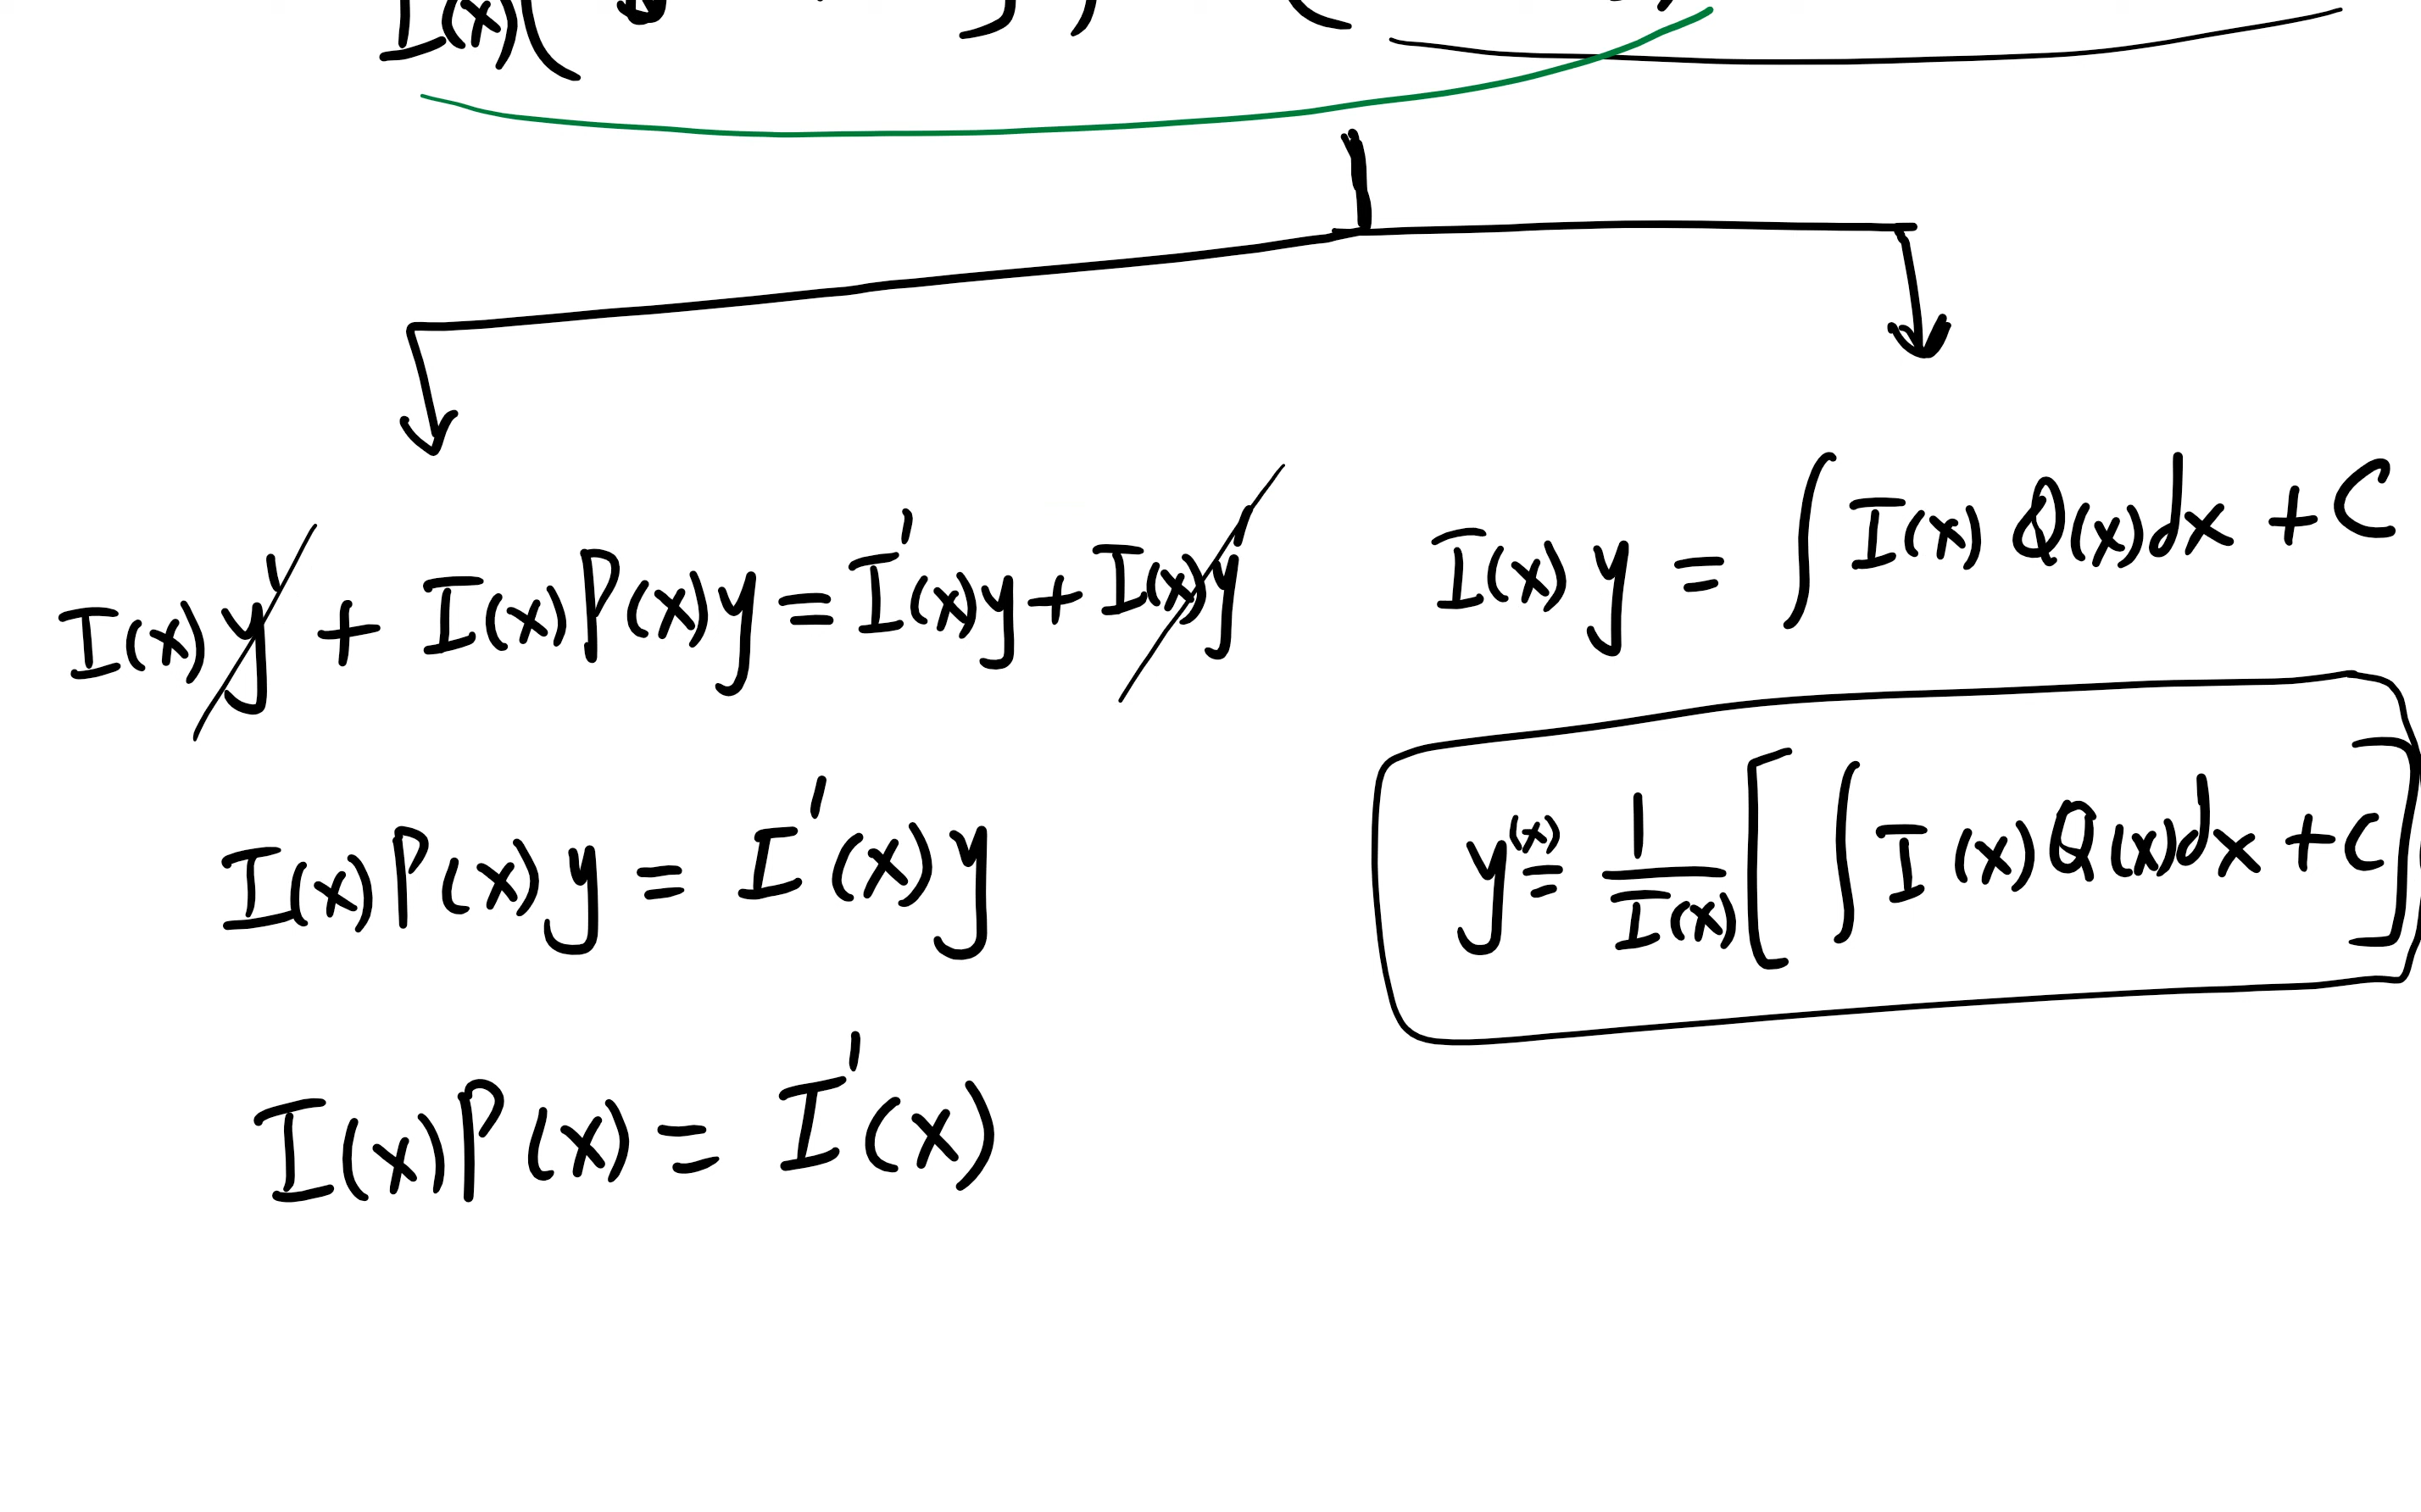 I(x)(
I(x)y' + I(x)P(x)y = I'(x)y + I(x)y'
I(x)P(x)y = I'(x)y
I(x)P(x) = I'(x)
I(x)y = ∫I(x)Q(x)dx + C
y(x) = 1/I(x) [∫I(x)Q(x)dx + C]